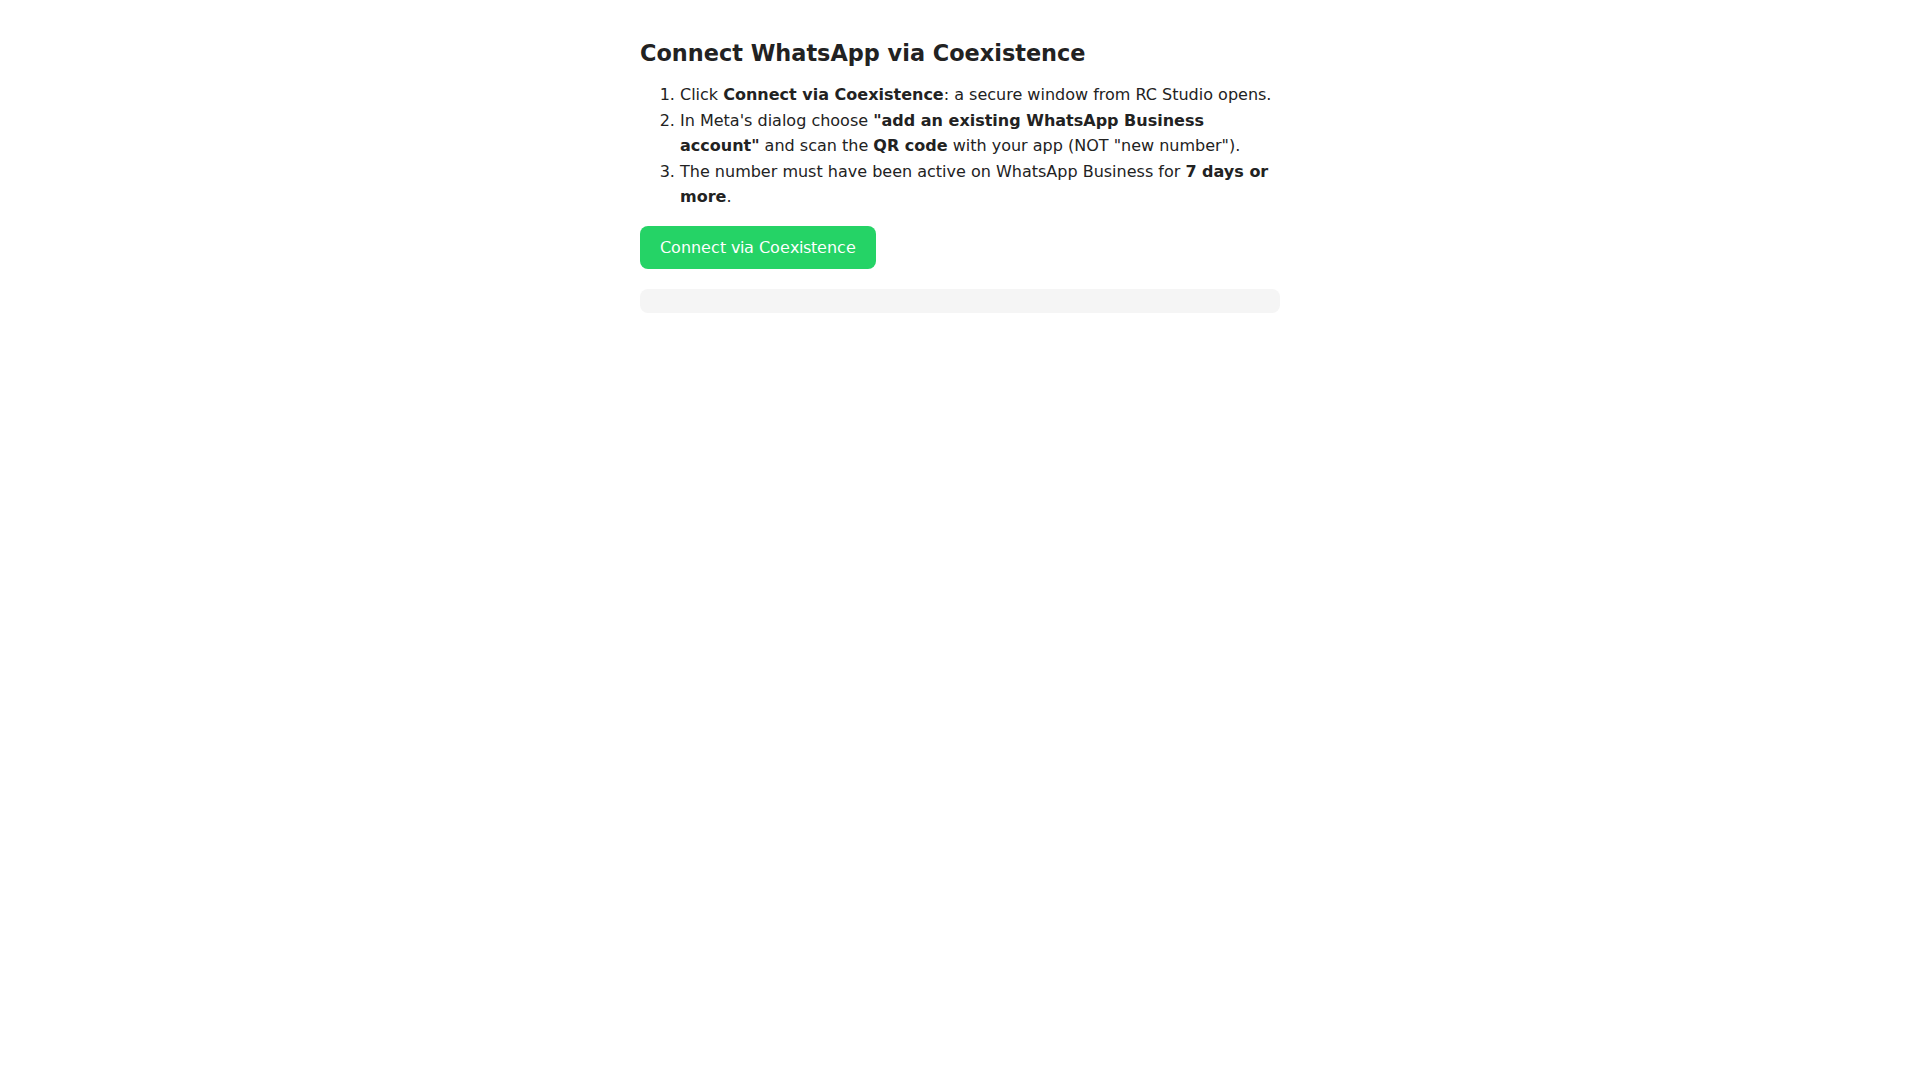 Connect WhatsApp via Coexistence
1. Click Connect via Coexistence: a secure window from RC Studio opens.
2. In Meta's dialog choose "add an existing WhatsApp Business
account" and scan the QR code with your app (NOT "new number").
3. The number must have been active on WhatsApp Business for 7 days or
more.
Connect via Coexistence